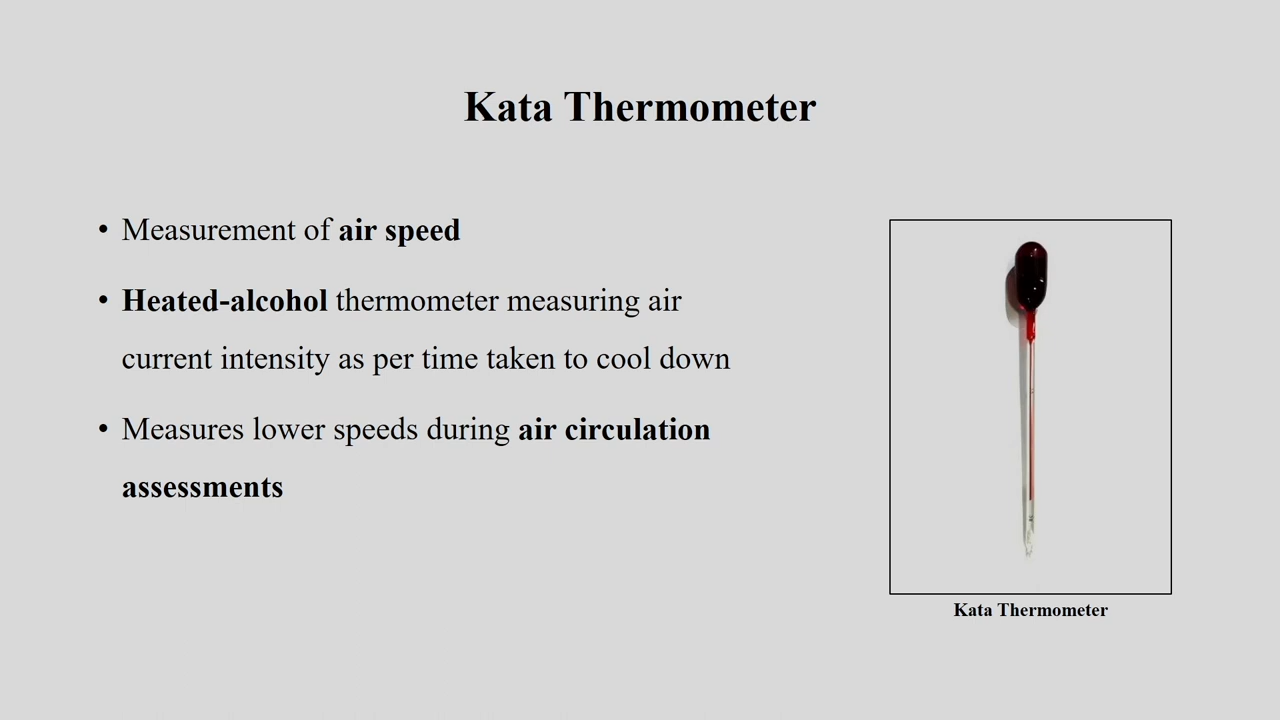 Kata Thermometer
• Measurement of air speed
• Heated-alcohol thermometer measuring air
current intensity as per time taken to cool down
• Measures lower speeds during air circulation
assessments
Kata Thermometer